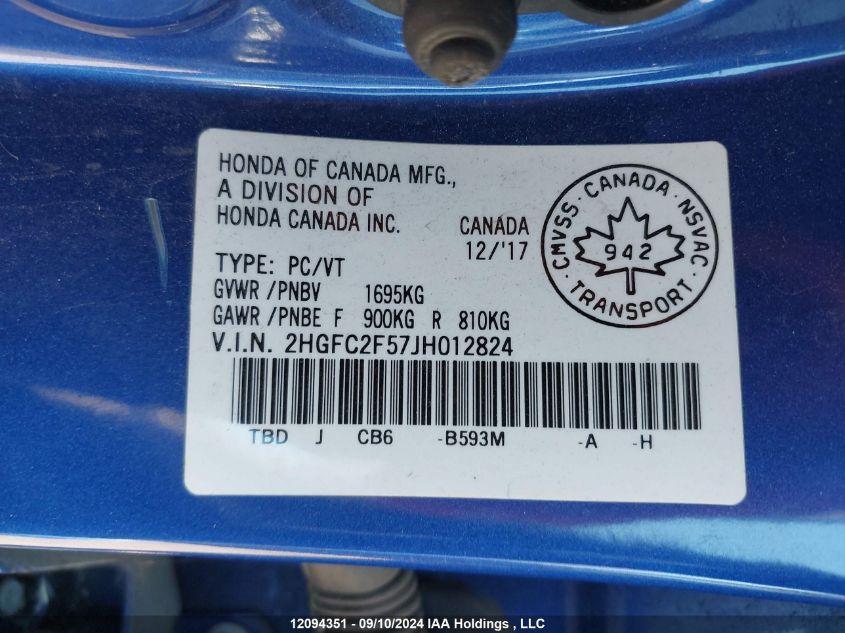 HONDA OF CANADA MFG.,
A DIVISION OF
HONDA CANADA INC.
CANADA
12/'17
TYPE: PC/VT
GVWR /PNBV 1695KG
GAWR /PNBE F 900KG R 810KG
V.I.N. 2HGFC2F57JH012824
TBD J CB6 -B593M -A -H
CMVSS · CANADA · NSVAC
942
· TRANSPORT ·
12094351 - 09/10/2024 IAA Holdings , LLC